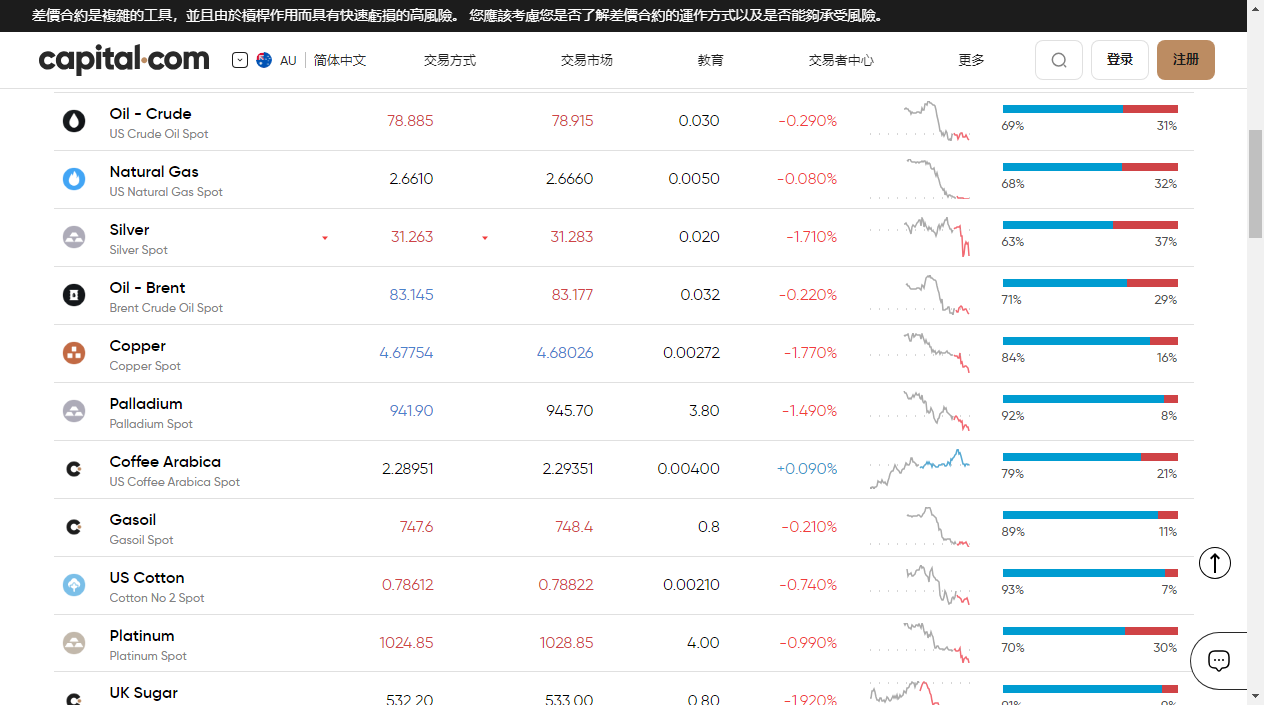 差價合約是複雜的工具，並且由於槓桿作用而具有快速虧損的高風險。 您應該考慮您是否了解差價合約的運作方式以及是否能夠承受風險。
capital.com AU 简体中文 交易方式 交易市场 教育 交易者中心 更多 登录 注册
Oil - Crude 78.885 78.915 0.030 -0.290%
US Crude Oil Spot 69% 31%
Natural Gas 2.6610 2.6660 0.0050 -0.080%
US Natural Gas Spot 68% 32%
Silver 31.263 31.283 0.020 -1.710%
Silver Spot 63% 37%
Oil - Brent 83.145 83.177 0.032 -0.220%
Brent Crude Oil Spot 71% 29%
Copper 4.67754 4.68026 0.00272 -1.770%
Copper Spot 84% 16%
Palladium 941.90 945.70 3.80 -1.490%
Palladium Spot 92% 8%
Coffee Arabica 2.28951 2.29351 0.00400 +0.090%
US Coffee Arabica Spot 79% 21%
Gasoil 747.6 748.4 0.8 -0.210%
Gasoil Spot 89% 11%
US Cotton 0.78612 0.78822 0.00210 -0.740%
Cotton No 2 Spot 93% 7%
Platinum 1024.85 1028.85 4.00 -0.990%
Platinum Spot 70% 30%
UK Sugar 532.20 533.00 0.80 -1.920%